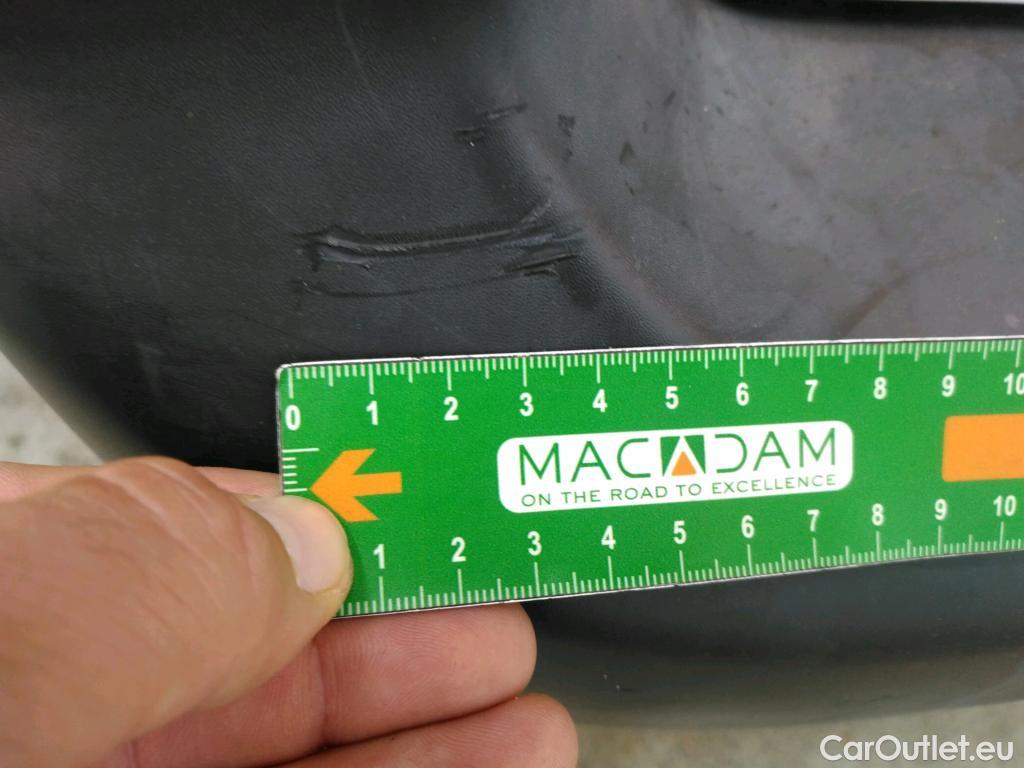 0 1 2 3 4 5 6 7 8 9 10
MACADAM
ON THE ROAD TO EXCELLENCE
1 2 3 4 5 6 7 8 9 10
CarOutlet.eu